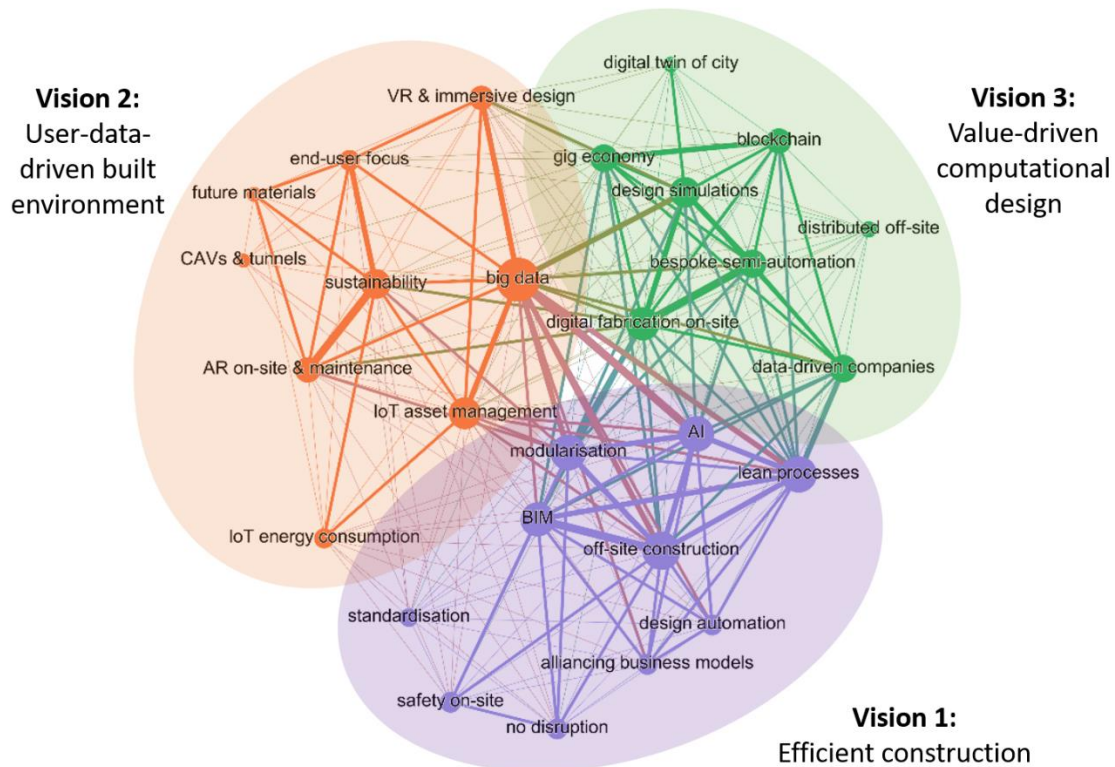 digital twin of city
Vision 2:
User-data-
driven built
environment
VR & immersive design
Vision 3:
Value-driven
computational
design
blockchain
end-user focus
gig economy
future materials
design simulations
distributed off-site
CAVs & tunnels
bespoke semi-automation
sustainability
big data
digital fabrication on-site
AR on-site & maintenance
data-driven companies
IoT asset management
AI
modularisation
lean processes
BIM
IoT energy consumption
off-site construction
standardisation
design automation
alliancing business models
safety on-site
no disruption
Vision 1:
Efficient construction